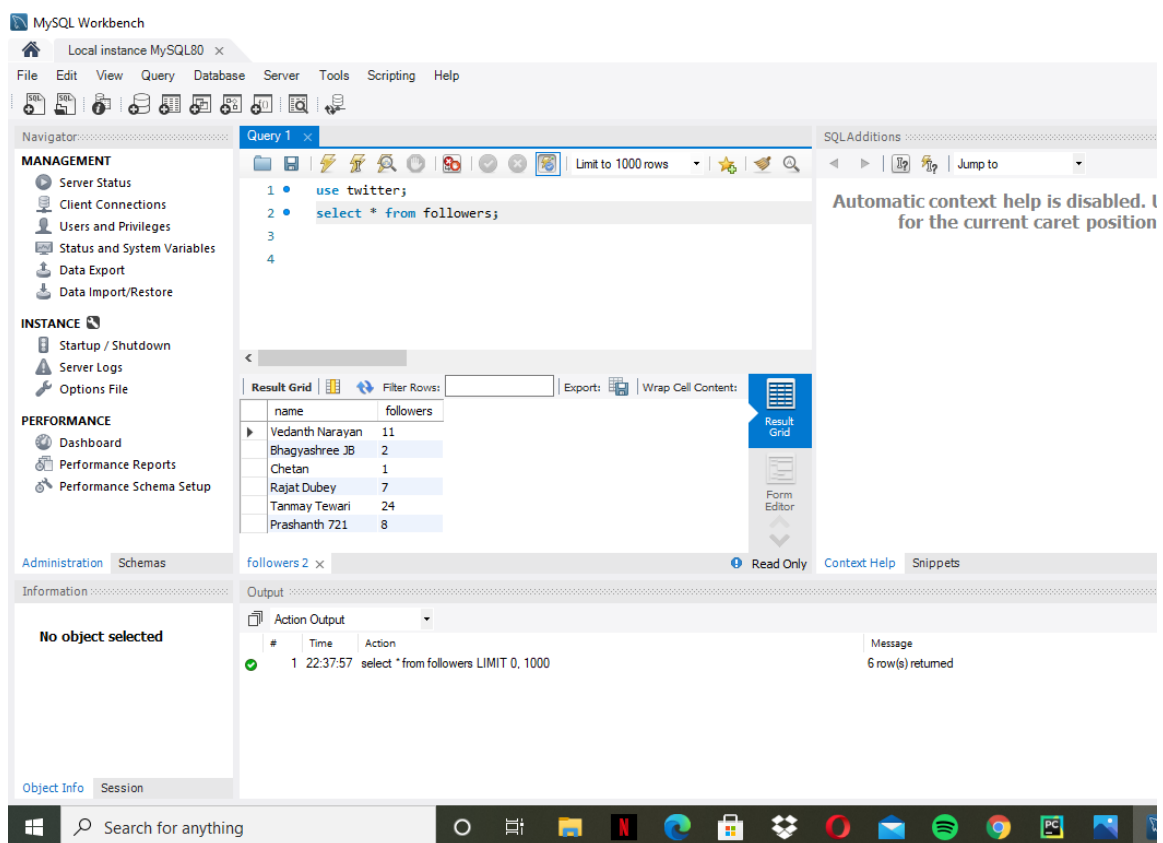 MySQL Workbench
Local instance MySQL80 ×
File Edit View Query Database Server Tools Scripting Help
Navigator
MANAGEMENT
Server Status
Client Connections
Users and Privileges
Status and System Variables
Data Export
Data Import/Restore
INSTANCE
Startup / Shutdown
Server Logs
Options File
PERFORMANCE
Dashboard
Performance Reports
Performance Schema Setup
Administration Schemas
Query 1 ×
Limit to 1000 rows
1 use twitter;
2 select * from followers;
3
4
Result Grid Filter Rows: Export: Wrap Cell Content:
name followers
Vedanth Narayan 11
Bhagyashree JB 2
Chetan 1
Rajat Dubey 7
Tanmay Tewari 24
Prashanth 721 8
Result
Grid
Form
Editor
followers 2 ×
Read Only
SQLAdditions
Jump to
Automatic context help is disabled. U
for the current caret position
Context Help Snippets
Information
No object selected
Object Info Session
Output
Action Output
# Time Action Message
1 22:37:57 select * from followers LIMIT 0, 1000 6 row(s) returned
Search for anything